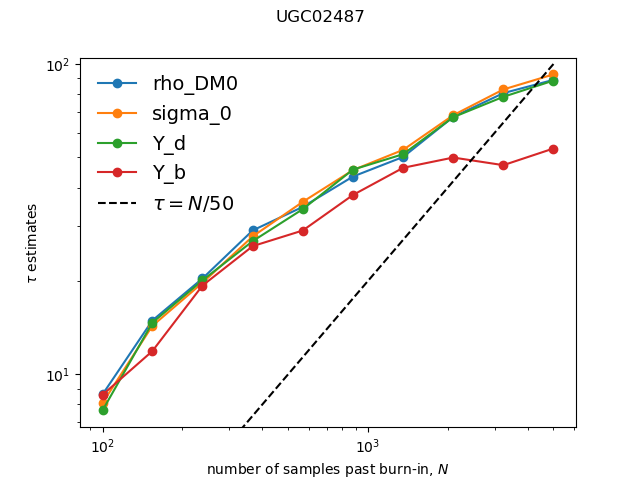 UGC02487
rho_DM0
sigma_0
Y_d
Y_b
τ = N/50
τ estimates
10²
10¹
10²
10³
number of samples past burn-in, N